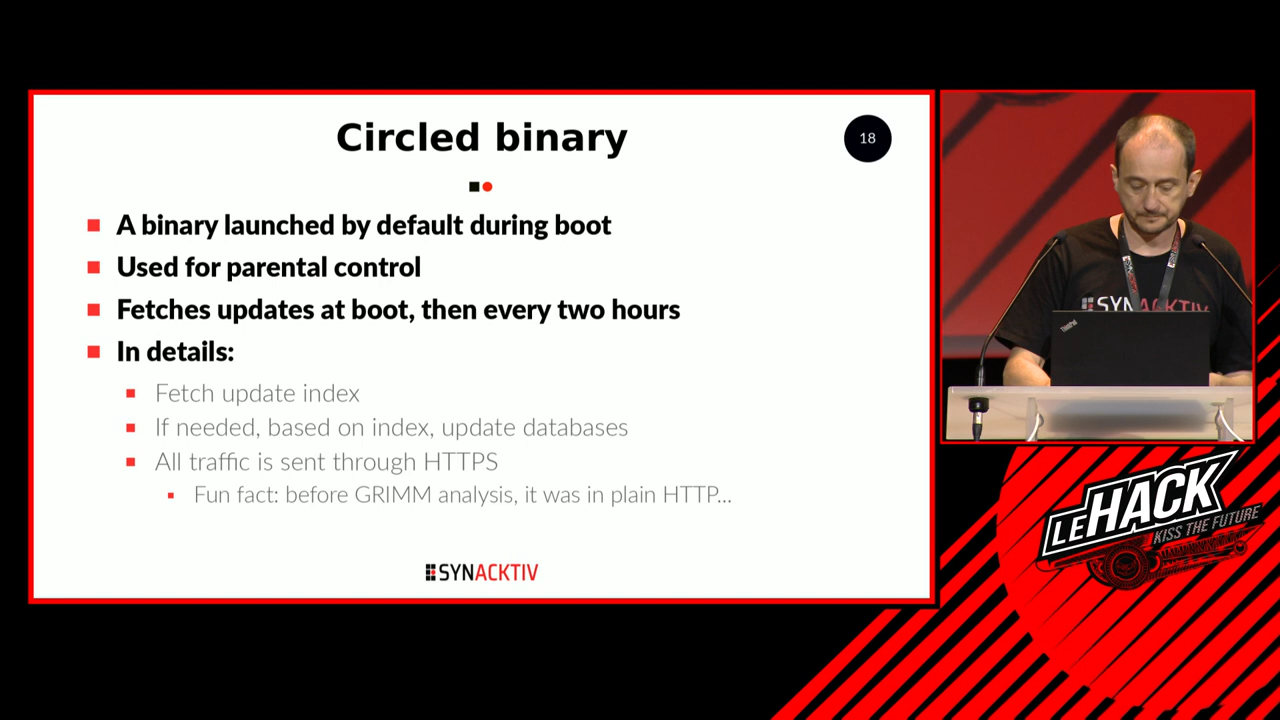 Circled binary
18
A binary launched by default during boot
Used for parental control
Fetches updates at boot, then every two hours
In details:
Fetch update index
If needed, based on index, update databases
All traffic is sent through HTTPS
Fun fact: before GRIMM analysis, it was in plain HTTP...
SYNACKTIV
SYNACKTIV
ThinkPad
LEHACK
KISS THE FUTURE